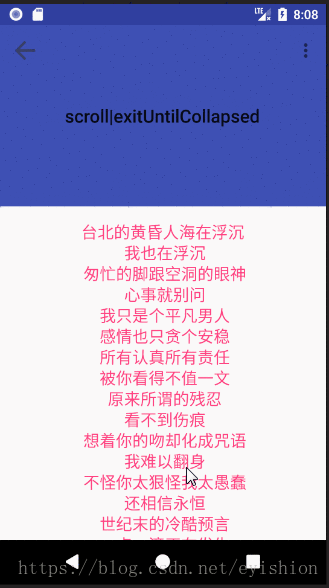 LTE 8:08
scroll|exitUntilCollapsed
台北的黄昏人海在浮沉
我也在浮沉
匆忙的脚跟空洞的眼神
心事就别问
我只是个平凡男人
感情也只贪个安稳
所有认真所有责任
被你看得不值一文
原来所谓的残忍
看不到伤痕
想着你的吻却化成咒语
我难以翻身
不怪你太狠怪我太愚蠢
还相信永恒
世纪末的冷酷预言
https://blog.csdn.net/eyishion